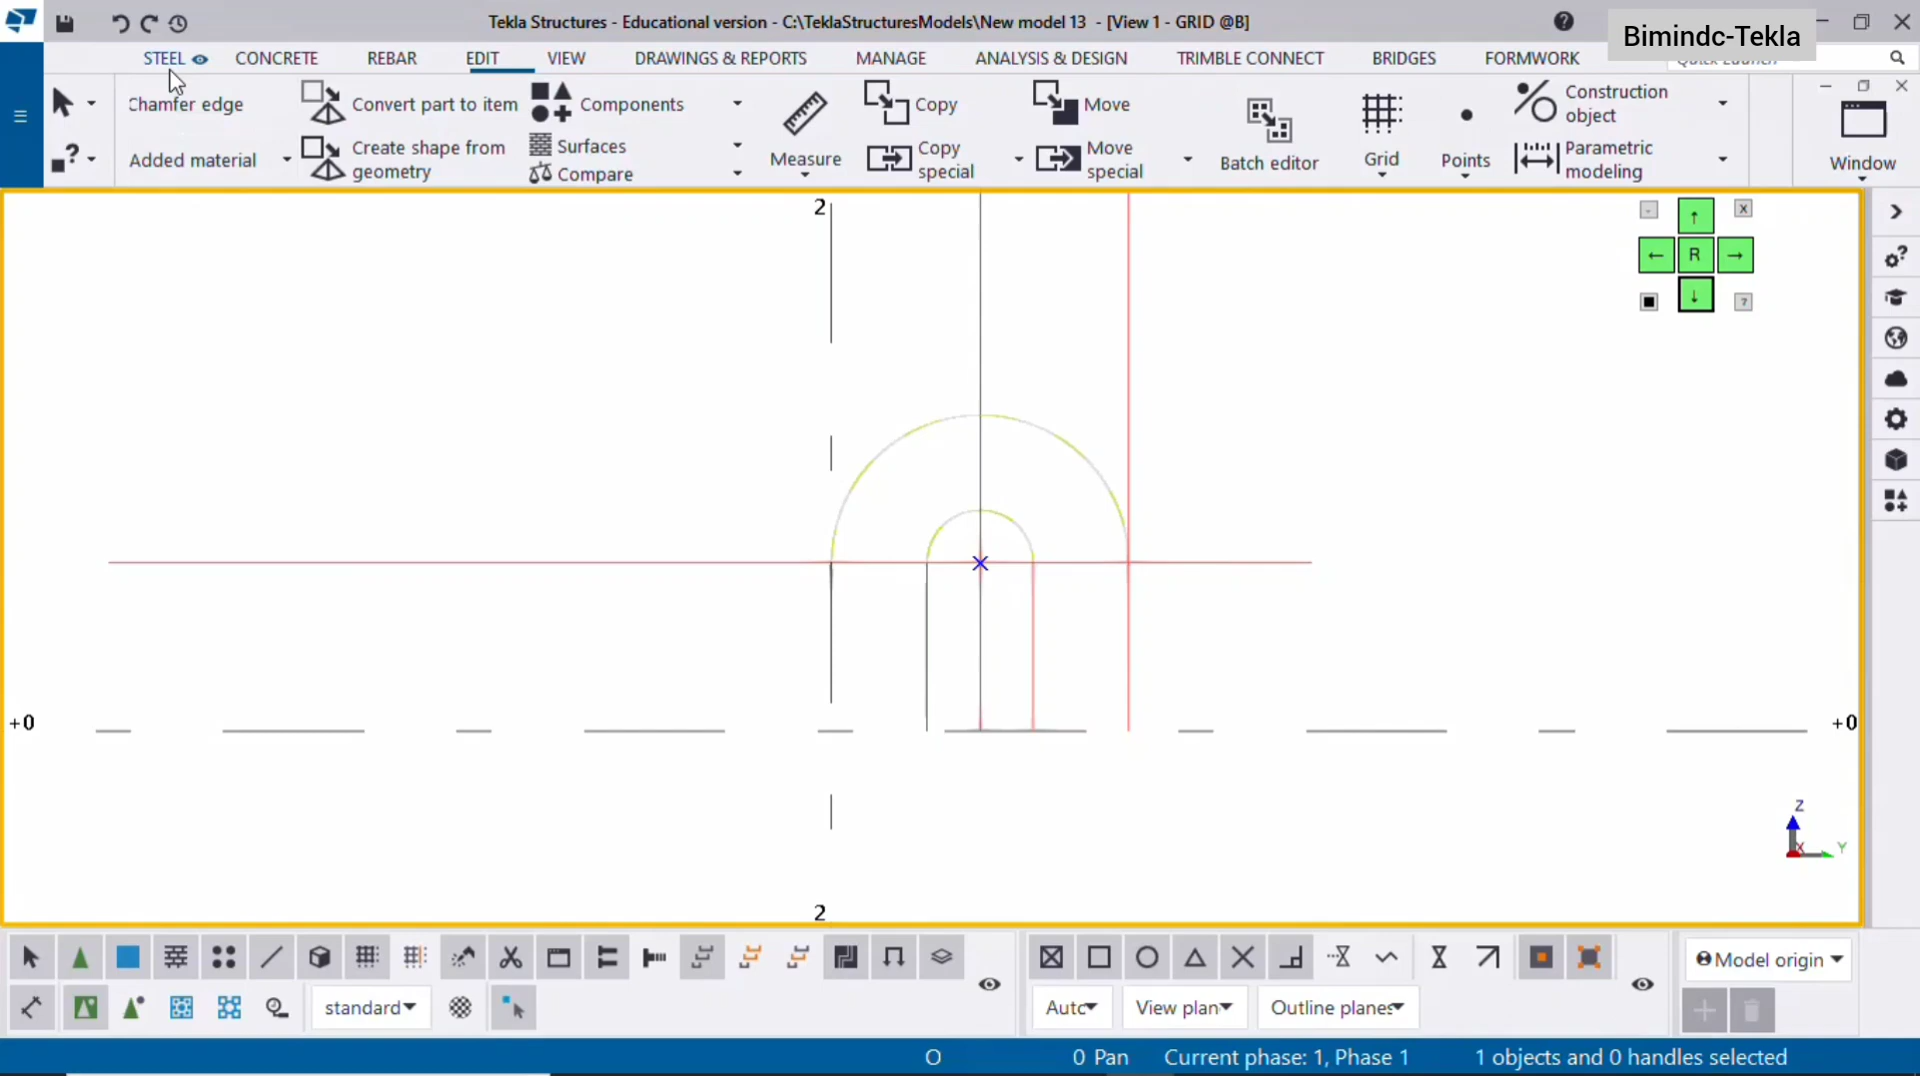 Tekla Structures - Educational version - C:\TeklaStructuresModels\New model 13 - [View 1 - GRID @B]
Bimindc-Tekla
STEEL CONCRETE REBAR EDIT VIEW DRAWINGS & REPORTS MANAGE ANALYSIS & DESIGN TRIMBLE CONNECT BRIDGES FORMWORK
Chamfer edge
Added material
Convert part to item
Create shape from
geometry
Components
Surfaces
Compare
Measure
Copy
Copy
special
Move
Move
special
Batch editor
Grid
Points
Construction
object
Parametric
modeling
Window
2
R
+0 +0
Z
X Y
2
standard
Auto
View plan
Outline planes
Model origin
O 0 Pan Current phase: 1, Phase 1 1 objects and 0 handles selected